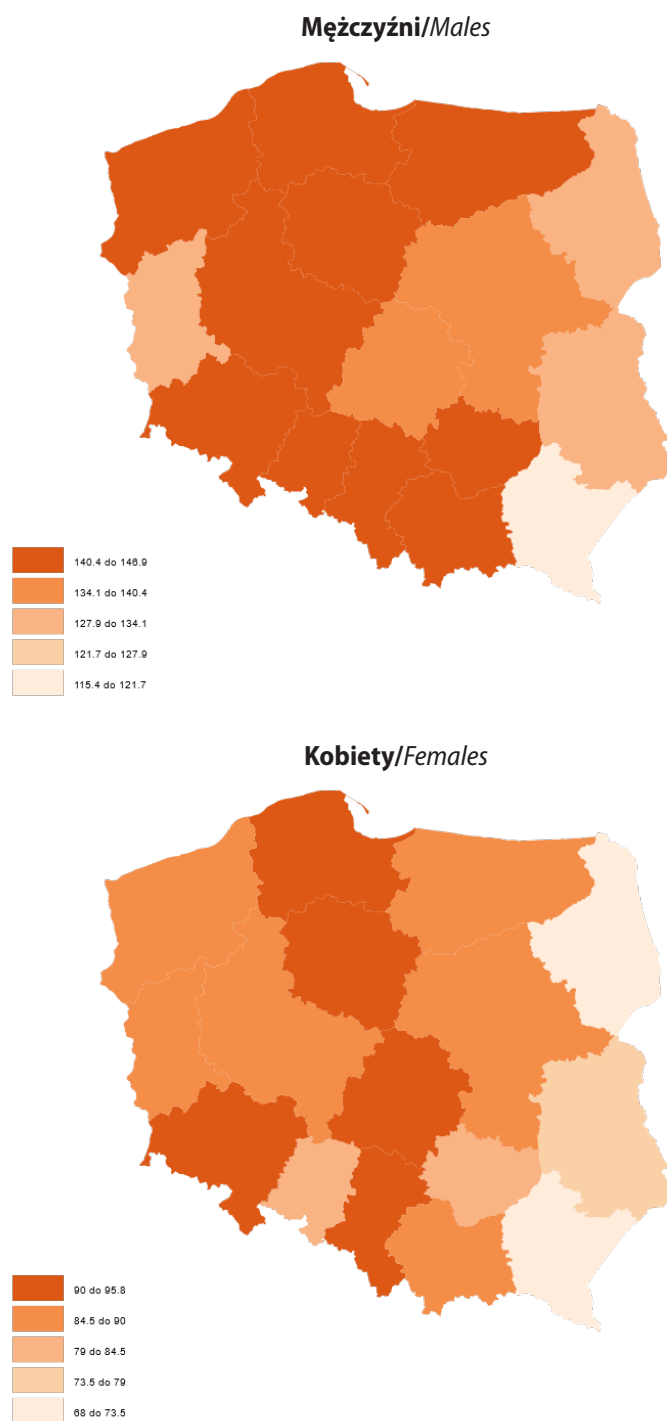 Mężczyźni/Males
140.4 do 146.9
134.1 do 140.4
127.9 do 134.1
121.7 do 127.9
115.4 do 121.7
Kobiety/Females
90 do 95.8
84.5 do 90
79 do 84.5
73.5 do 79
68 do 73.5